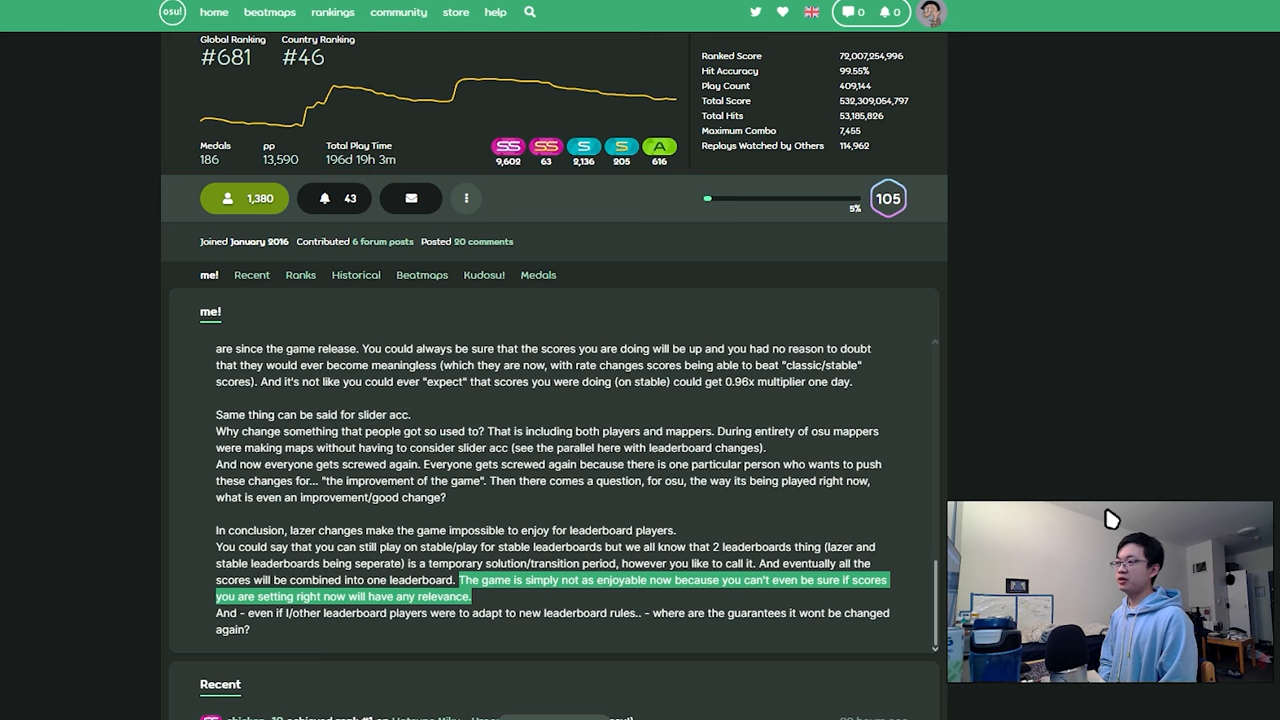 osu!
home beatmaps rankings community store help 0 0
Global Ranking Country Ranking
#681 #46
Ranked Score 72,007,254,996
Hit Accuracy 99.55%
Play Count 409,144
Total Score 532,309,054,797
Total Hits 53,185,826
Maximum Combo 7,455
Replays Watched by Others 114,962
Medals pp Total Play Time
186 13,590 196d 19h 3m
SS SS S S A
9,602 63 2,136 205 616
1,380 43 5% 105
Joined January 2016 Contributed 6 forum posts Posted 20 comments
me! Recent Ranks Historical Beatmaps Kudosu! Medals
me!
are since the game release. You could always be sure that the scores you are doing will be up and you had no reason to doubt
that they would ever become meaningless (which they are now, with rate changes scores being able to beat "classic/stable"
scores). And it's not like you could ever "expect" that scores you were doing (on stable) could get 0.96x multiplier one day.
Same thing can be said for slider acc.
Why change something that people got so used to? That is including both players and mappers. During entirety of osu mappers
were making maps without having to consider slider acc (see the parallel here with leaderboard changes).
And now everyone gets screwed again. Everyone gets screwed again because there is one particular person who wants to push
these changes for... "the improvement of the game". Then there comes a question, for osu, the way its being played right now,
what is even an improvement/good change?
In conclusion, lazer changes make the game impossible to enjoy for leaderboard players.
You could say that you can still play on stable/play for stable leaderboards but we all know that 2 leaderboards thing (lazer and
stable leaderboards being seperate) is a temporary solution/transition period, however you like to call it. And eventually all the
scores will be combined into one leaderboard. The game is simply not as enjoyable now because you can't even be sure if scores
you are setting right now will have any relevance.
And - even if I/other leaderboard players were to adapt to new leaderboard rules.. - where are the guarantees it wont be changed
again?
Recent